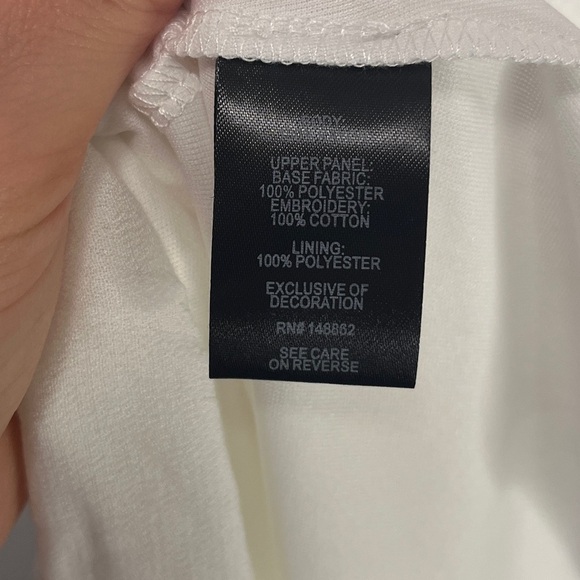 BODY:
UPPER PANEL:
BASE FABRIC:
100% POLYESTER
EMBROIDERY:
100% COTTON
LINING:
100% POLYESTER
EXCLUSIVE OF
DECORATION
RN# 148862
SEE CARE
ON REVERSE